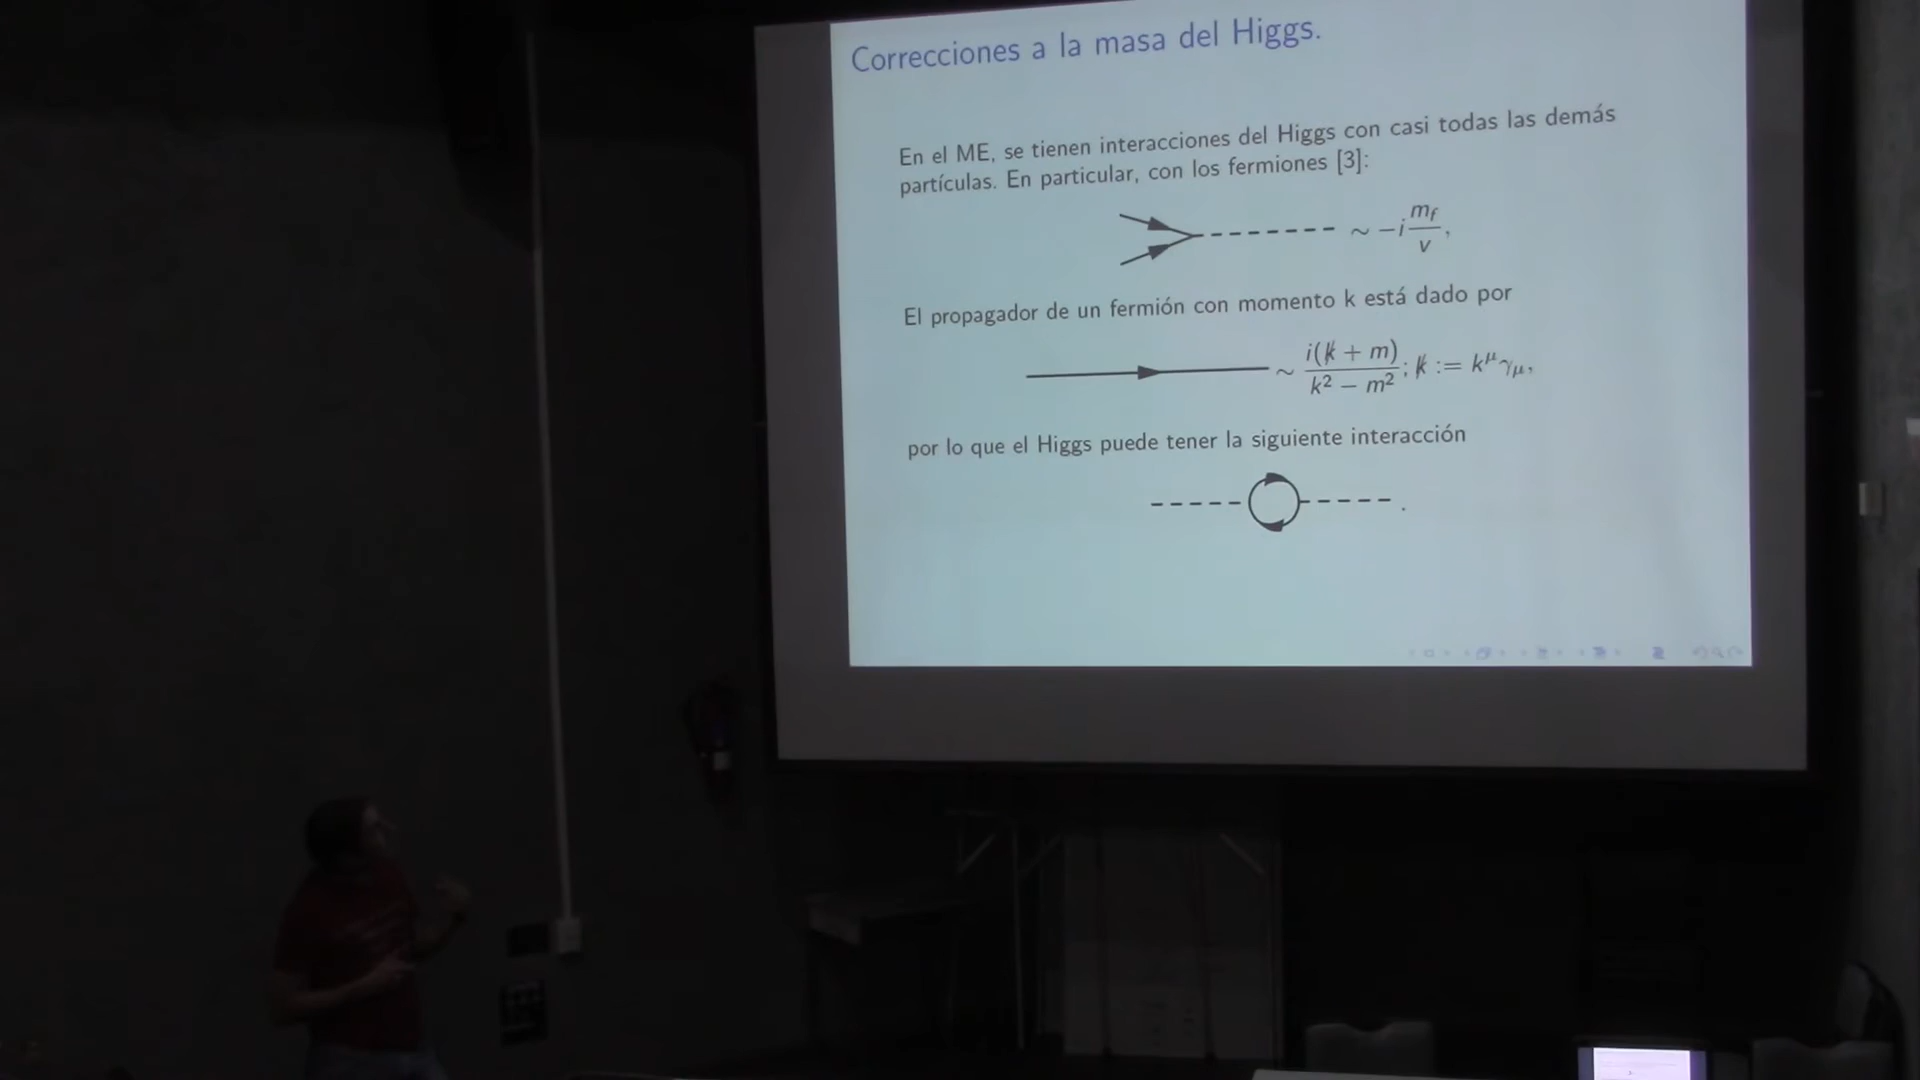 Correcciones a la masa del Higgs.
En el ME, se tienen interacciones del Higgs con casi todas las demás
partículas. En particular, con los fermiones [3]:
∼ −i m_f / v,
El propagador de un fermión con momento k está dado por
∼ i(k̸ + m) / k² − m² ; k̸ := k^μ γ_μ,
por lo que el Higgs puede tener la siguiente interacción
.